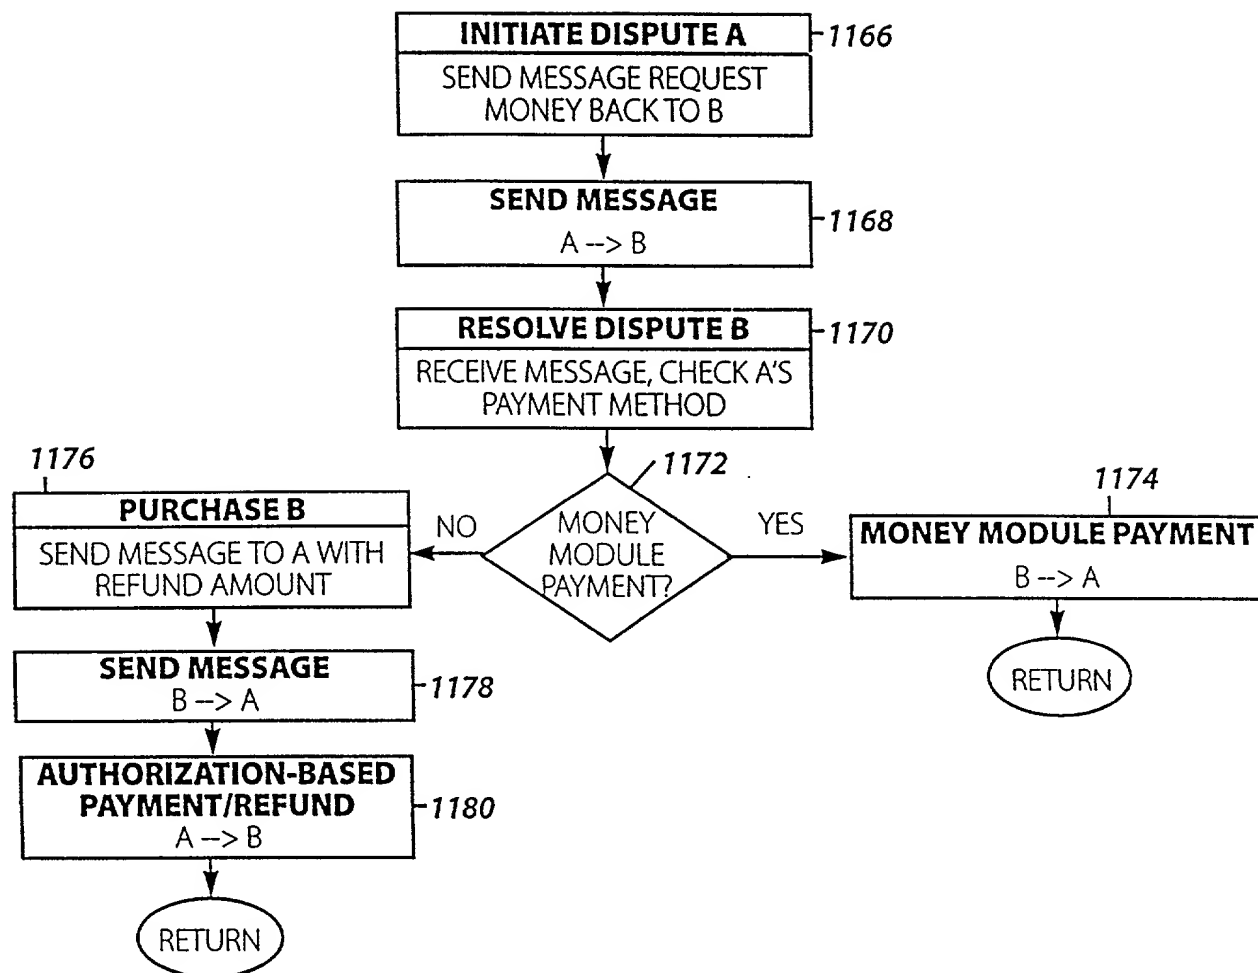 INITIATE DISPUTE A
1166
SEND MESSAGE REQUEST
MONEY BACK TO B
SEND MESSAGE
1168
A --> B
RESOLVE DISPUTE B
1170
RECEIVE MESSAGE, CHECK A'S
PAYMENT METHOD
1176
1172
1174
PURCHASE B
SEND MESSAGE TO A WITH
REFUND AMOUNT
NO
MONEY
MODULE
PAYMENT?
YES
MONEY MODULE PAYMENT
B --> A
RETURN
SEND MESSAGE
B --> A
1178
AUTHORIZATION-BASED
PAYMENT/REFUND
1180
A --> B
RETURN